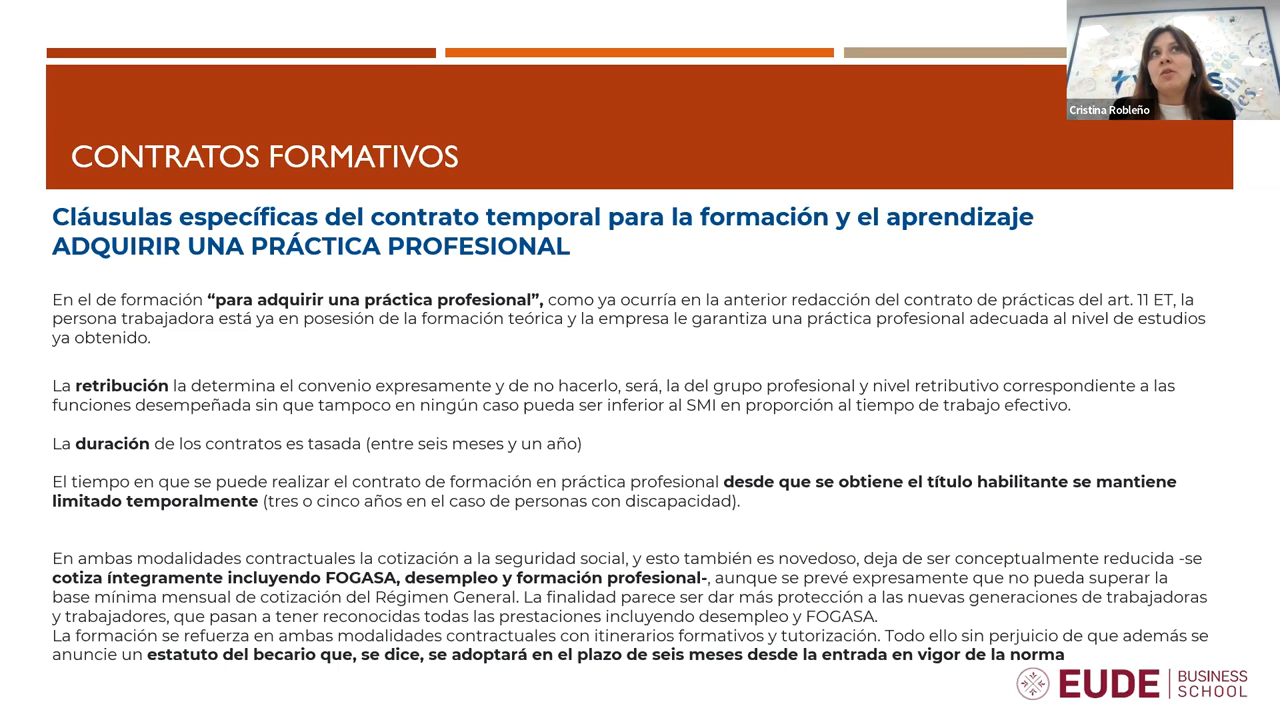 Cristina Robleño
CONTRATOS FORMATIVOS
Cláusulas específicas del contrato temporal para la formación y el aprendizaje
ADQUIRIR UNA PRÁCTICA PROFESIONAL
En el de formación “para adquirir una práctica profesional”, como ya ocurría en la anterior redacción del contrato de prácticas del art. 11 ET, la
persona trabajadora está ya en posesión de la formación teórica y la empresa le garantiza una práctica profesional adecuada al nivel de estudios
ya obtenido.
La retribución la determina el convenio expresamente y de no hacerlo, será, la del grupo profesional y nivel retributivo correspondiente a las
funciones desempeñada sin que tampoco en ningún caso pueda ser inferior al SMI en proporción al tiempo de trabajo efectivo.
La duración de los contratos es tasada (entre seis meses y un año)
El tiempo en que se puede realizar el contrato de formación en práctica profesional desde que se obtiene el título habilitante se mantiene
limitado temporalmente (tres o cinco años en el caso de personas con discapacidad).
En ambas modalidades contractuales la cotización a la seguridad social, y esto también es novedoso, deja de ser conceptualmente reducida -se
cotiza íntegramente incluyendo FOGASA, desempleo y formación profesional-, aunque se prevé expresamente que no pueda superar la
base mínima mensual de cotización del Régimen General. La finalidad parece ser dar más protección a las nuevas generaciones de trabajadoras
y trabajadores, que pasan a tener reconocidas todas las prestaciones incluyendo desempleo y FOGASA.
La formación se refuerza en ambas modalidades contractuales con itinerarios formativos y tutorización. Todo ello sin perjuicio de que además se
anuncie un estatuto del becario que, se dice, se adoptará en el plazo de seis meses desde la entrada en vigor de la norma
EUDE BUSINESS
SCHOOL